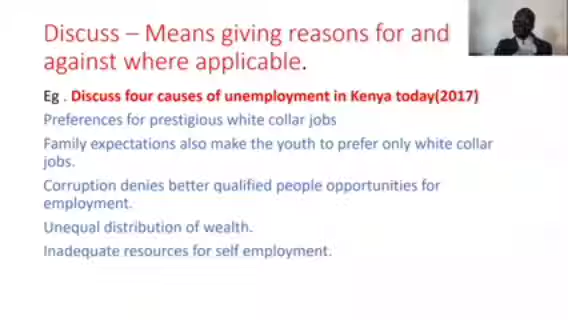 Discuss – Means giving reasons for and
against where applicable.
Eg . Discuss four causes of unemployment in Kenya today(2017)
Preferences for prestigious white collar jobs
Family expectations also make the youth to prefer only white collar
jobs.
Corruption denies better qualified people opportunities for
employment.
Unequal distribution of wealth.
Inadequate resources for self employment.